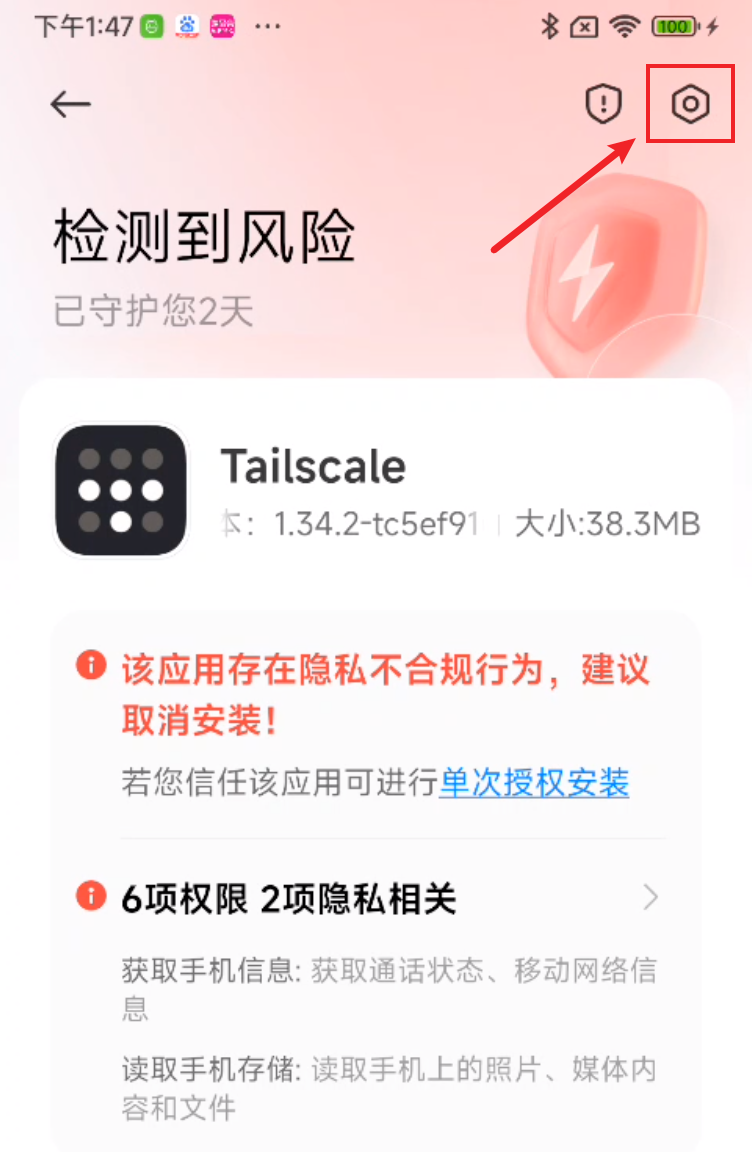 下午1:47
100
检测到风险
已守护您2天
Tailscale
本：1.34.2-tc5ef91 | 大小:38.3MB
该应用存在隐私不合规行为，建议
取消安装！
若您信任该应用可进行单次授权安装
6项权限 2项隐私相关
获取手机信息: 获取通话状态、移动网络信
息
读取手机存储: 读取手机上的照片、媒体内
容和文件